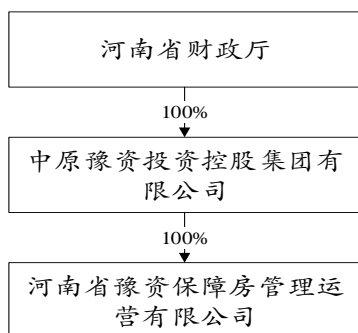 河南省财政厅
100%
中原豫资投资控股集团有
限公司
100%
河南省豫资保障房管理运
营有限公司